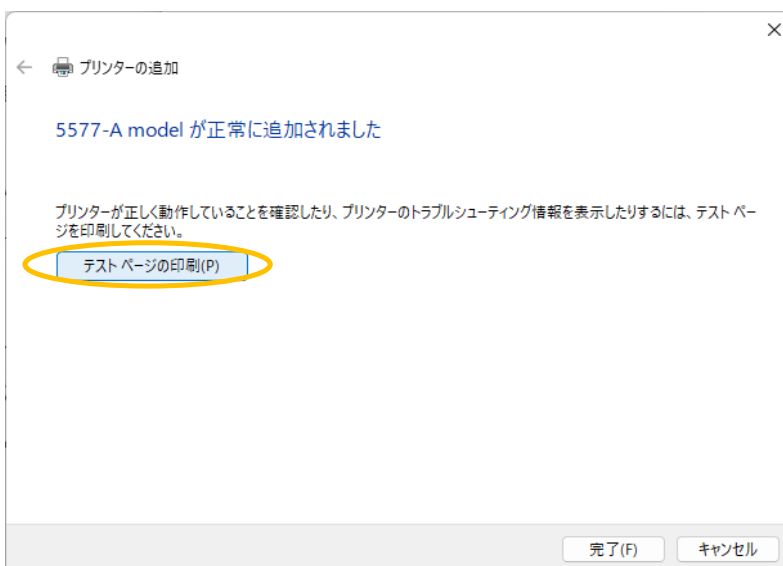 プリンターの追加
5577-A model が正常に追加されました
プリンターが正しく動作していることを確認したり、プリンターのトラブルシューティング情報を表示したりするには、テスト ペー
ジを印刷してください。
テスト ページの印刷(P)
完了(F) キャンセル